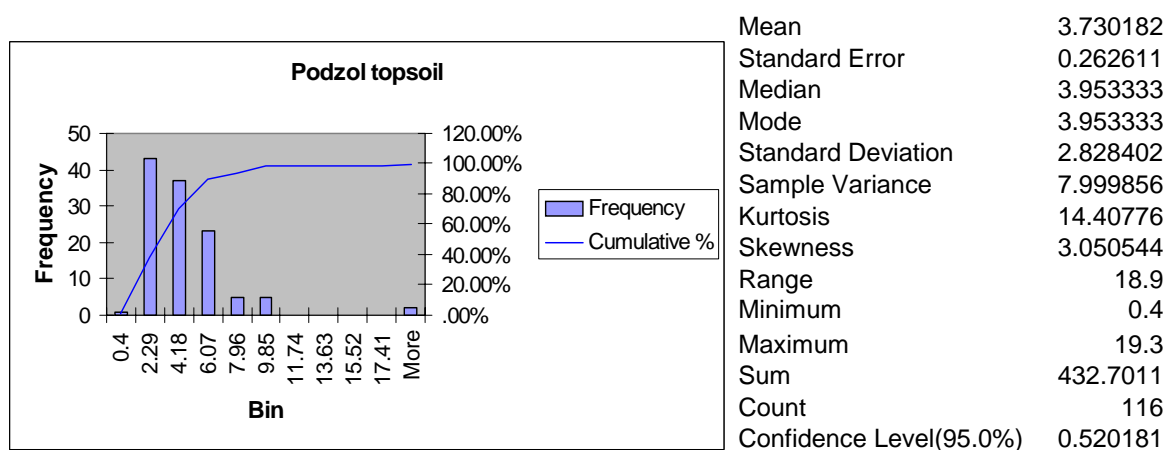 Podzol topsoil
50
40
30
20
10
0
Frequency
120.00%
100.00%
80.00%
60.00%
40.00%
20.00%
.00%
0.4
2.29
4.18
6.07
7.96
9.85
11.74
13.63
15.52
17.41
More
Bin
Frequency
Cumulative %
Mean 3.730182
Standard Error 0.262611
Median 3.953333
Mode 3.953333
Standard Deviation 2.828402
Sample Variance 7.999856
Kurtosis 14.40776
Skewness 3.050544
Range 18.9
Minimum 0.4
Maximum 19.3
Sum 432.7011
Count 116
Confidence Level(95.0%) 0.520181